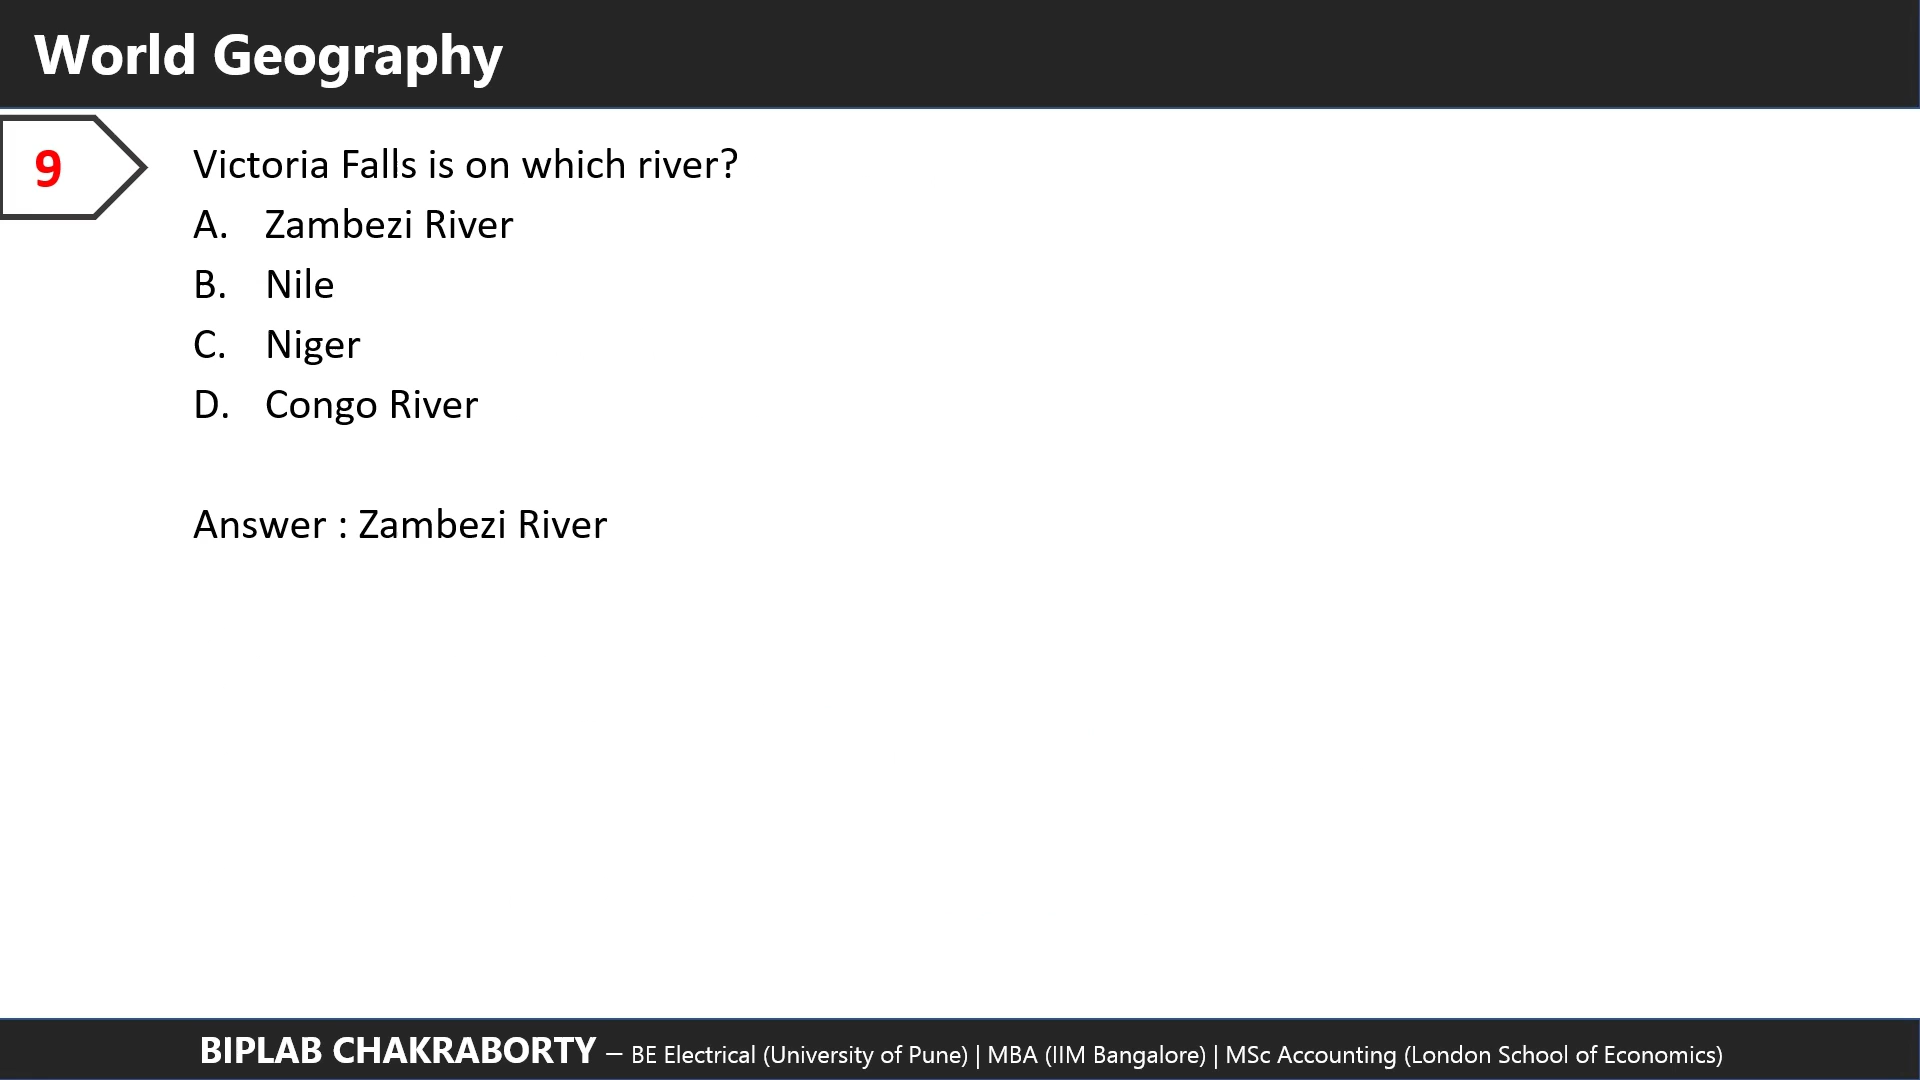 World Geography
9
Victoria Falls is on which river?
A. Zambezi River
B. Nile
C. Niger
D. Congo River
Answer : Zambezi River
BIPLAB CHAKRABORTY – BE Electrical (University of Pune) | MBA (IIM Bangalore) | MSc Accounting (London School of Economics)